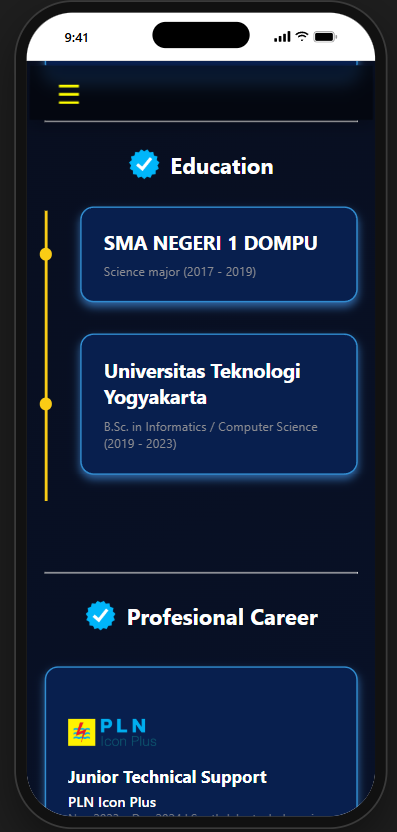 9:41
Education
SMA NEGERI 1 DOMPU
Science major (2017 - 2019)
Universitas Teknologi
Yogyakarta
B.Sc. in Informatics / Computer Science
(2019 - 2023)
Profesional Career
PLN
Icon Plus
Junior Technical Support
PLN Icon Plus